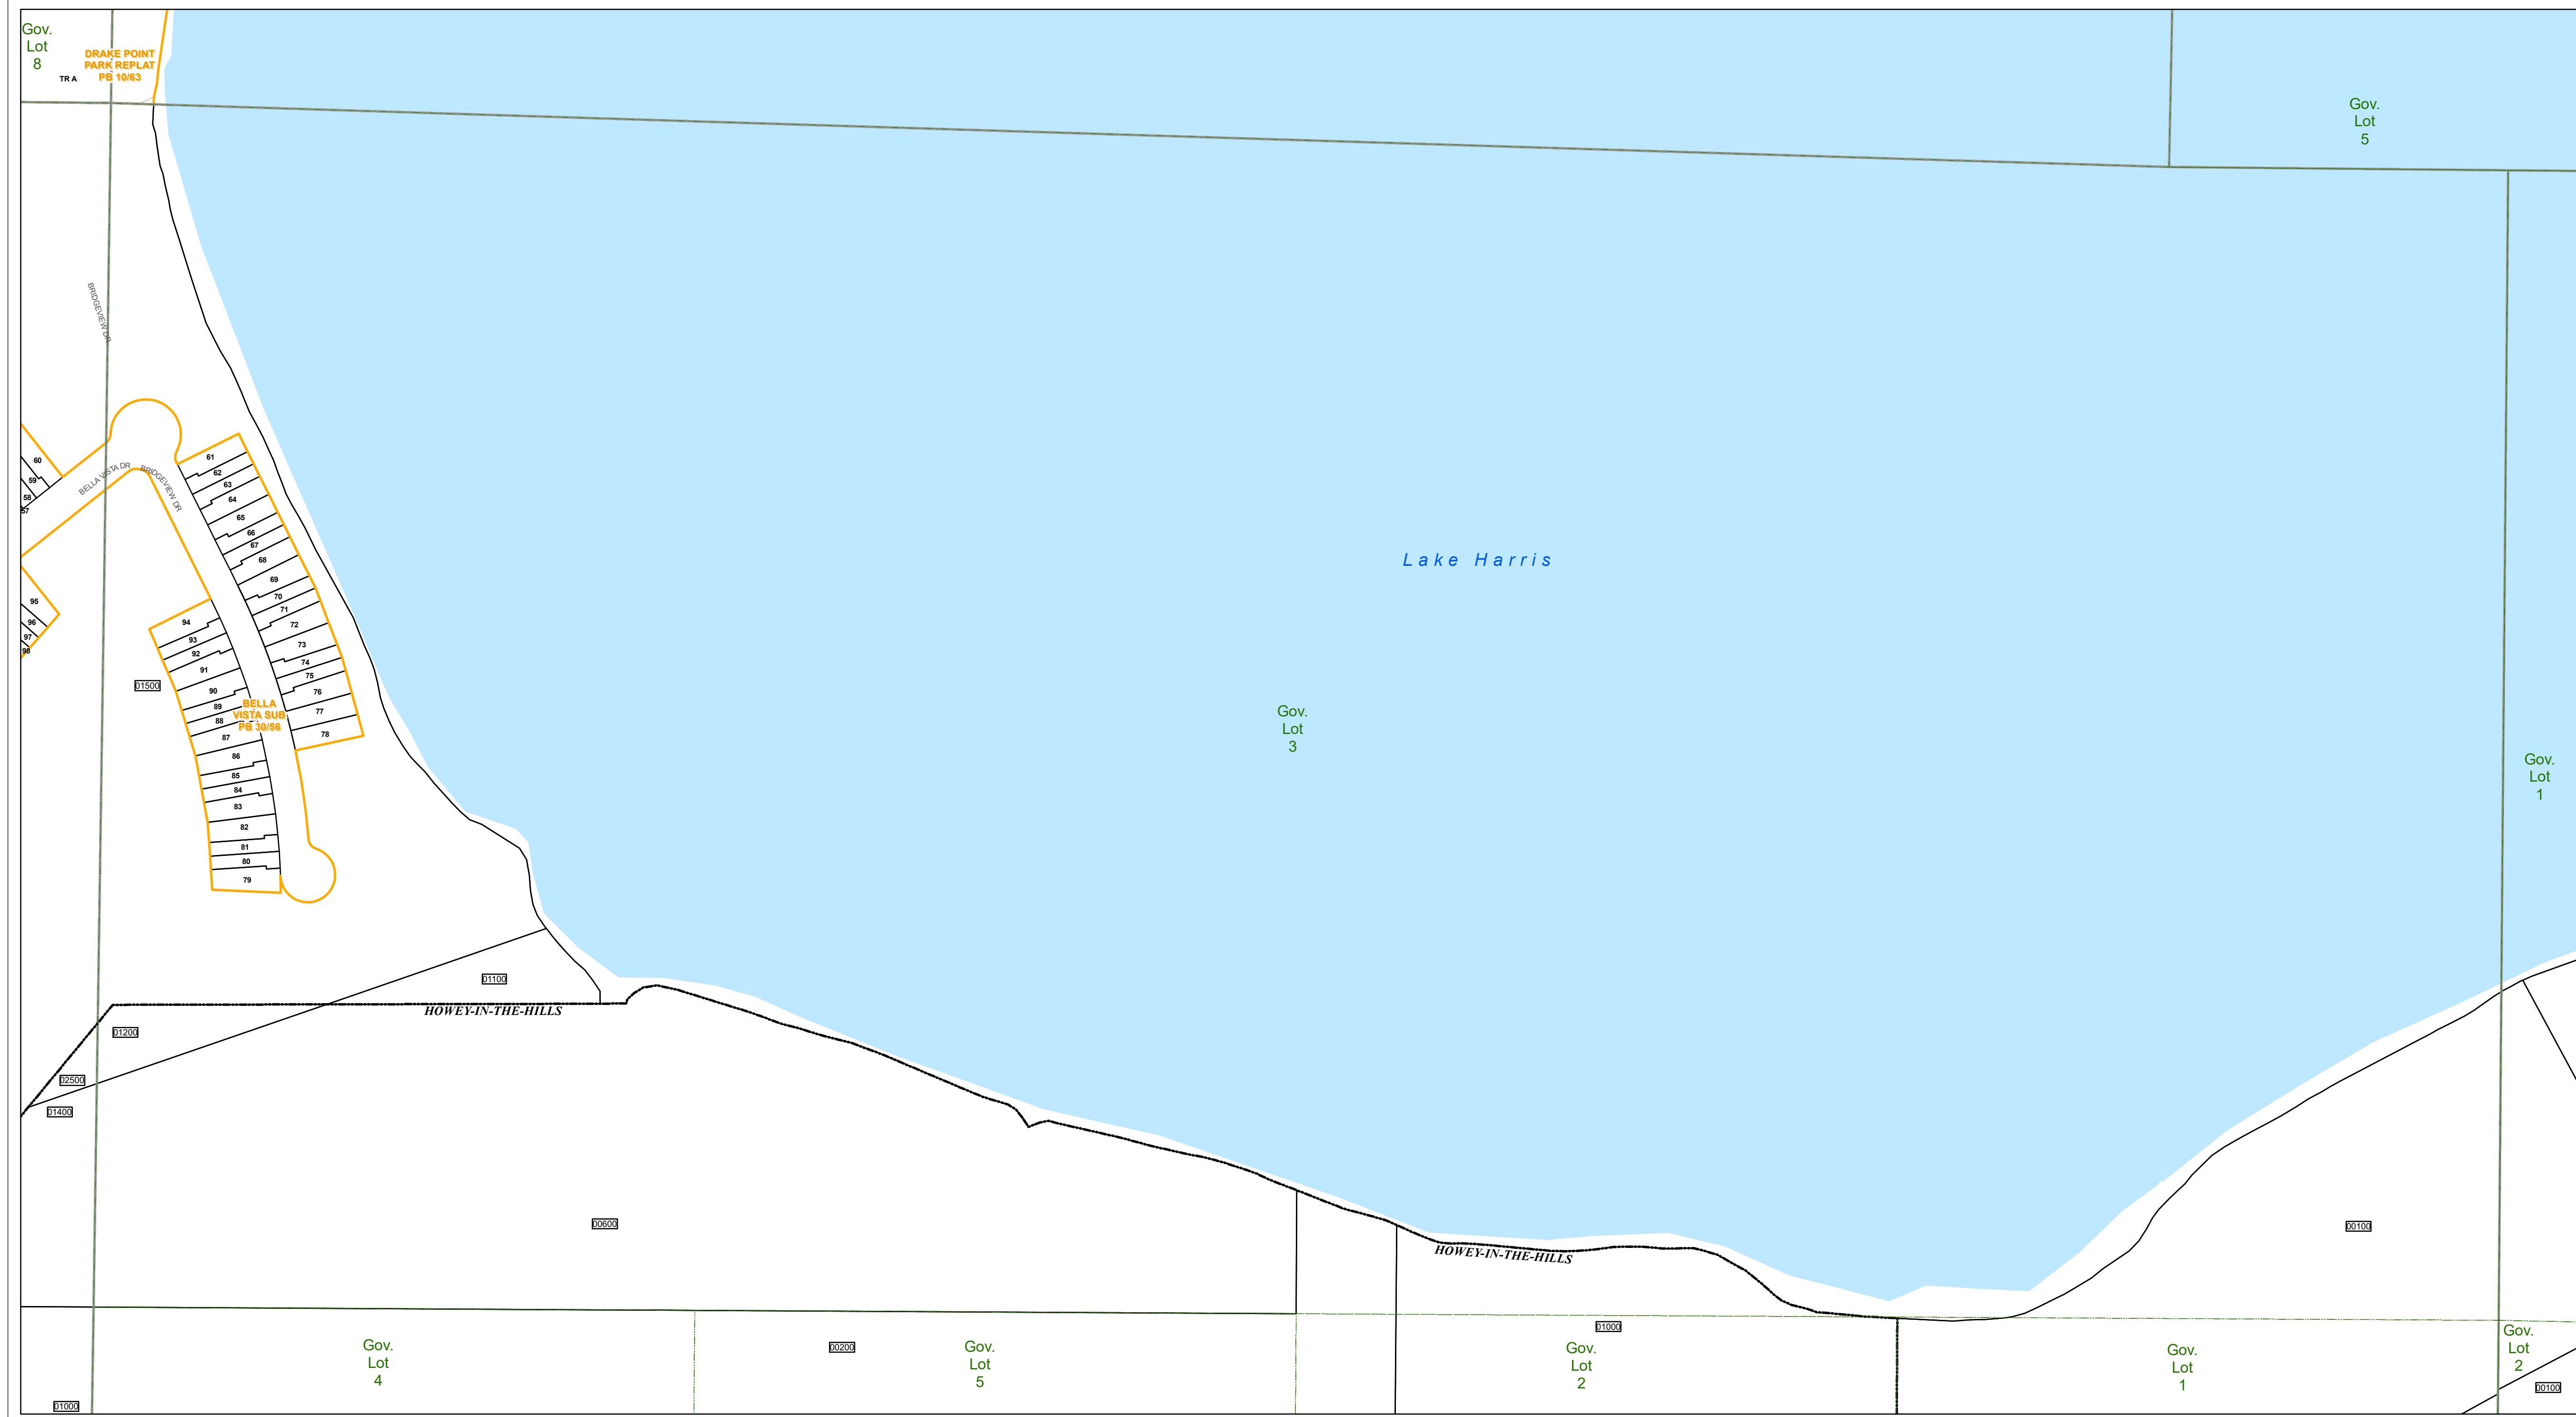 Gov.
Lot
8
DRAKE POINT
PARK REPLAT
PB 10/63
TR A
Gov.
Lot
5
BRIDGEVIEW DR
60
59
58
57
BELLA VISTA DR
BRIDGEVIEW DR
61
62
63
64
65
66
67
68
69
70
71
72
73
74
75
76
77
78
95
96
97
98
94
93
92
91
90
89
88
87
86
85
84
83
82
81
80
79
01500
BELLA
VISTA SUB
PB 30/56
Lake Harris
Gov.
Lot
3
Gov.
Lot
1
01100
HOWEY-IN-THE-HILLS
01200
02500
01400
00600
HOWEY-IN-THE-HILLS
00100
01000
Gov.
Lot
4
00200
Gov.
Lot
5
Gov.
Lot
2
Gov.
Lot
1
Gov.
Lot
2
00100
01000